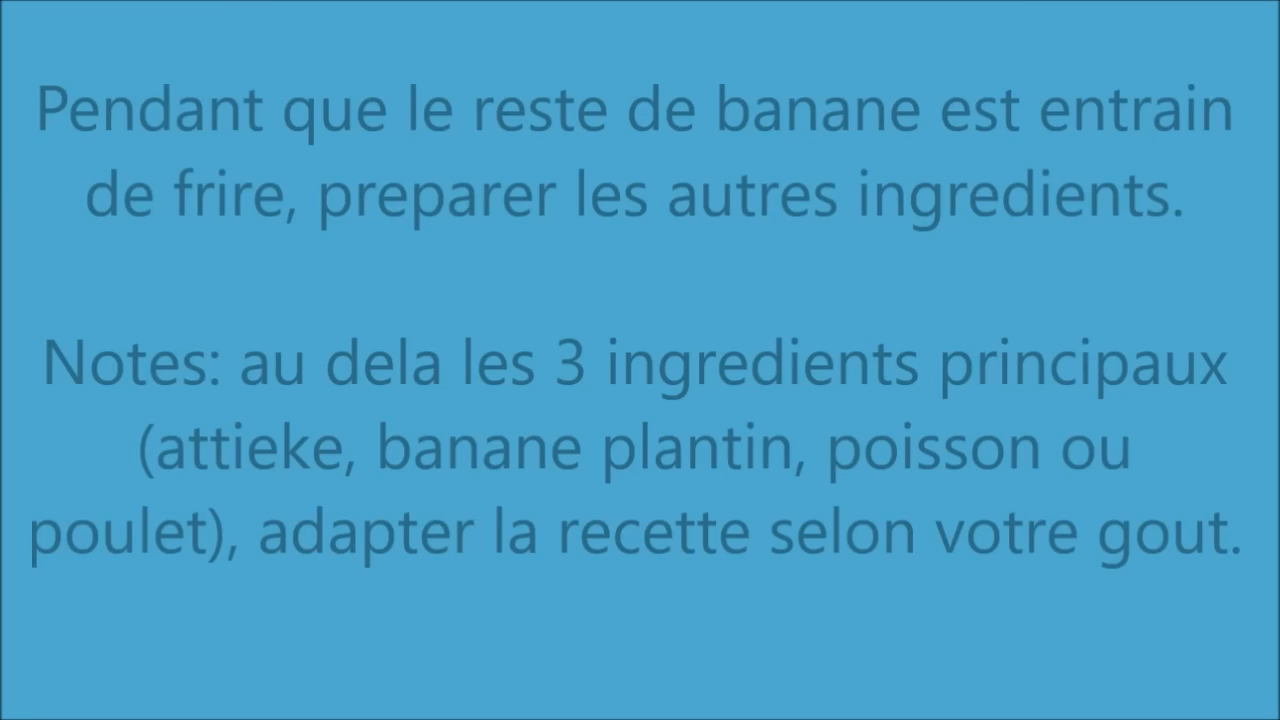 Pendant que le reste de banane est entrain
de frire, preparer les autres ingredients.
Notes: au dela les 3 ingredients principaux
(attieke, banane plantin, poisson ou
poulet), adapter la recette selon votre gout.